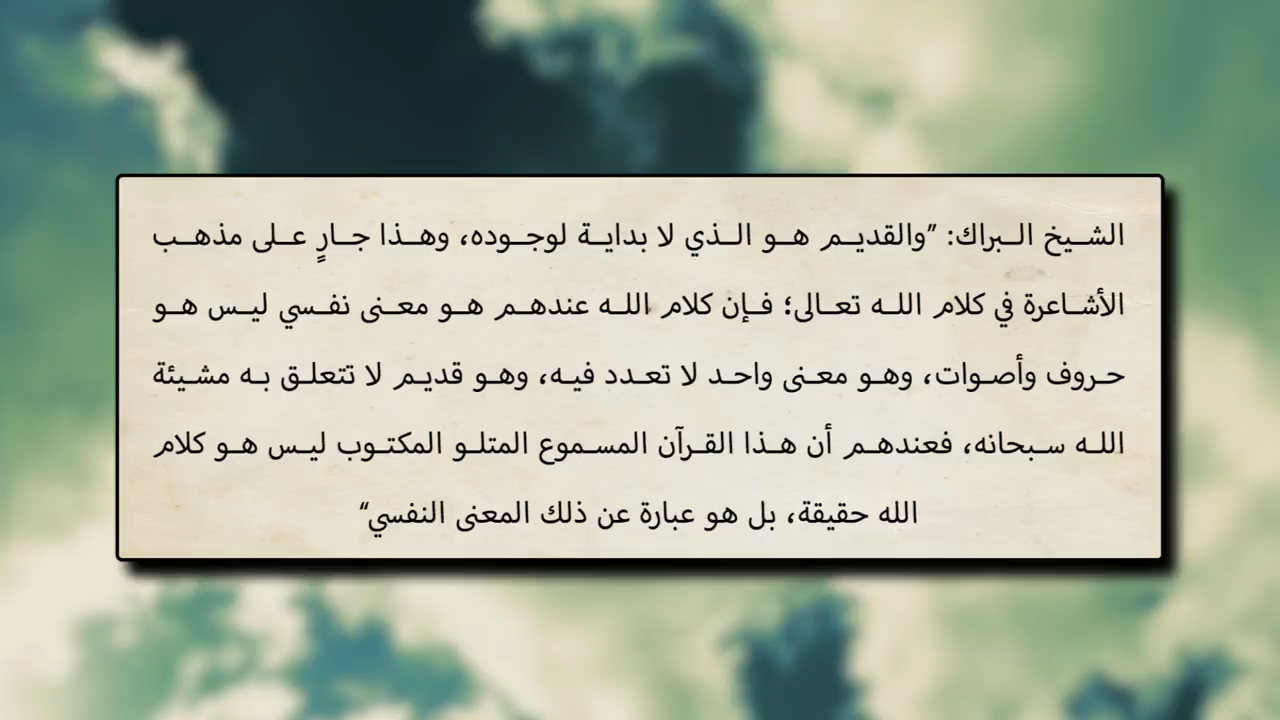 الشيخ البراك: ”والقديم هو الذي لا بداية لوجوده، وهذا جارٍ على مذهب
الأشاعرة في كلام الله تعالى؛ فإن كلام الله عندهم هو معنى نفسي ليس هو
حروف وأصوات، وهو معنى واحد لا تعدد فيه، وهو قديم لا تتعلق به مشيئة
الله سبحانه، فعندهم أن هذا القرآن المسموع المتلو المكتوب ليس هو كلام
الله حقيقة، بل هو عبارة عن ذلك المعنى النفسي“